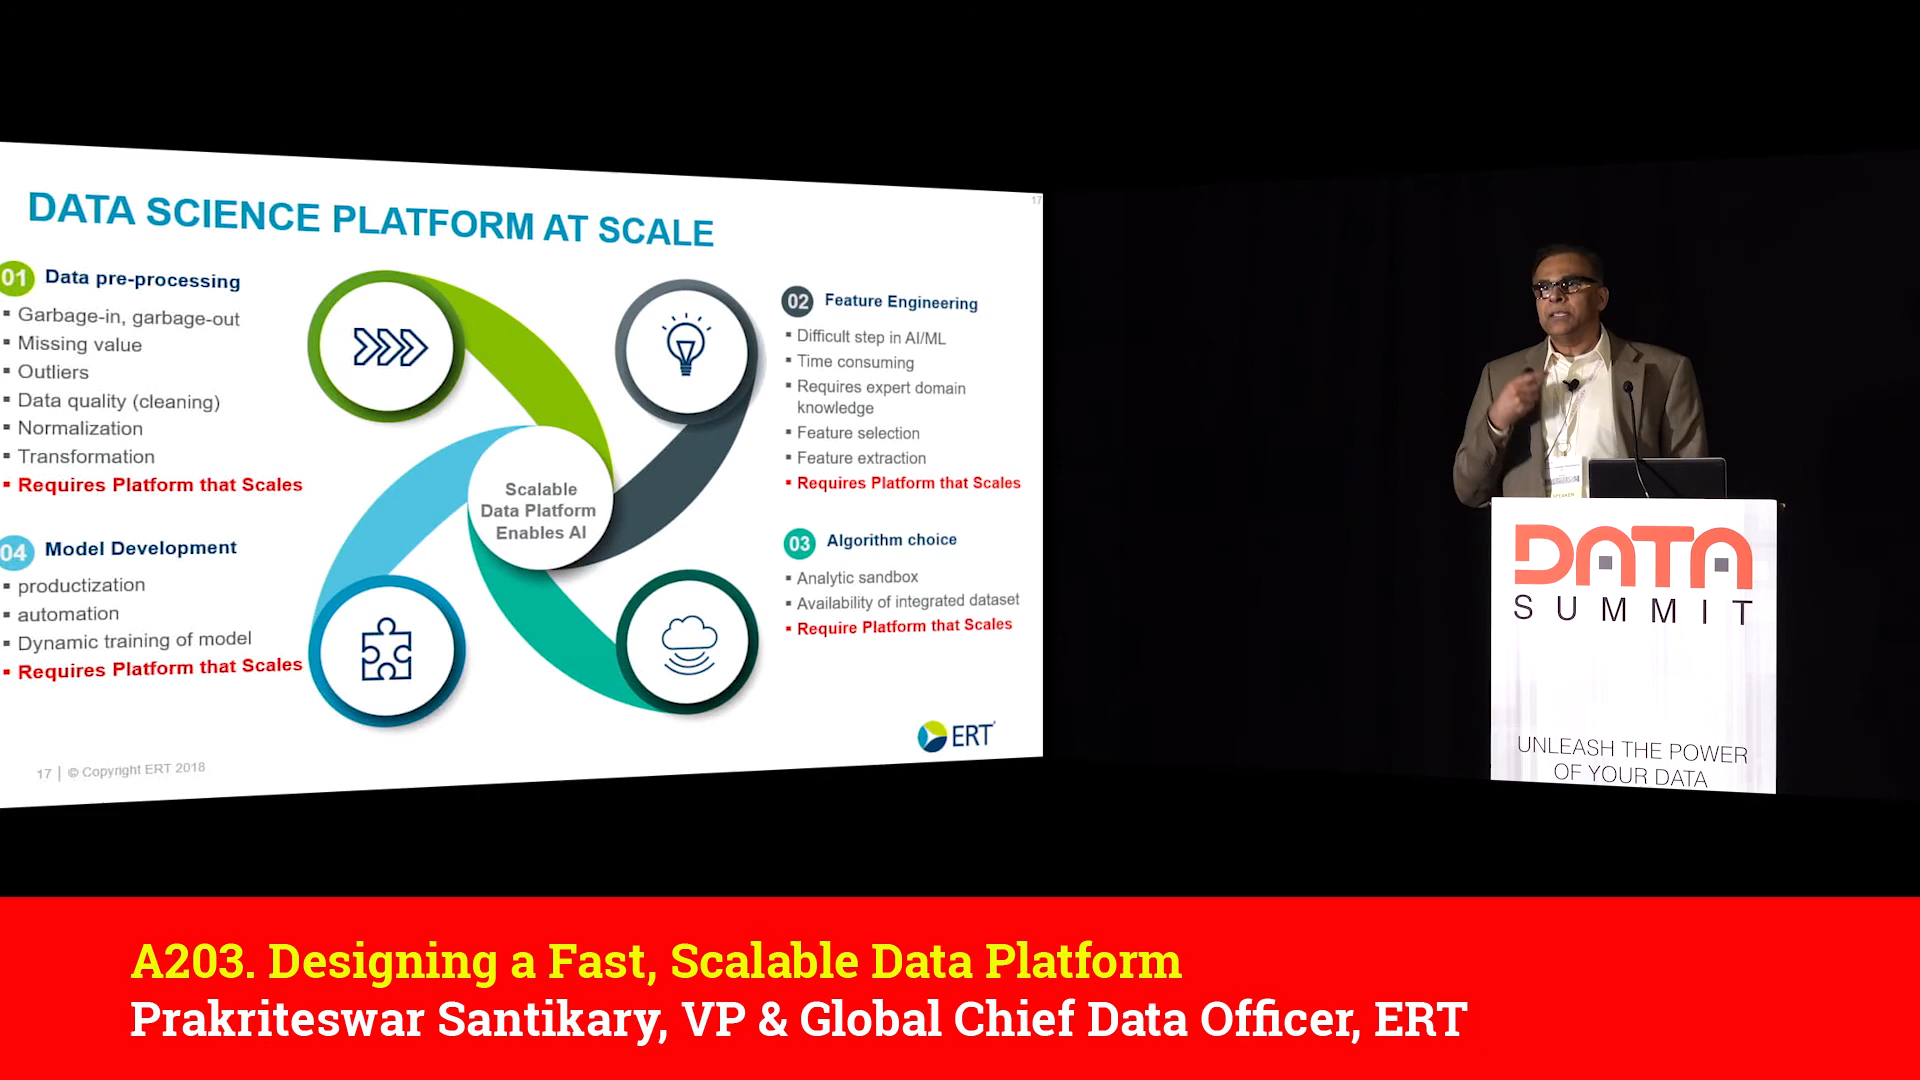 DATA SCIENCE PLATFORM AT SCALE
17
01 Data pre-processing
▪ Garbage-in, garbage-out
▪ Missing value
▪ Outliers
▪ Data quality (cleaning)
▪ Normalization
▪ Transformation
▪ Requires Platform that Scales
02 Feature Engineering
▪ Difficult step in AI/ML
▪ Time consuming
▪ Requires expert domain
knowledge
▪ Feature selection
▪ Feature extraction
▪ Requires Platform that Scales
Scalable
Data Platform
Enables AI
03 Algorithm choice
▪ Analytic sandbox
▪ Availability of integrated dataset
▪ Require Platform that Scales
04 Model Development
▪ productization
▪ automation
▪ Dynamic training of model
▪ Requires Platform that Scales
ERT
17 | © Copyright ERT 2018
SPEAKER
DATA
SUMMIT
UNLEASH THE POWER
OF YOUR DATA
A203. Designing a Fast, Scalable Data Platform
Prakriteswar Santikary, VP & Global Chief Data Officer, ERT